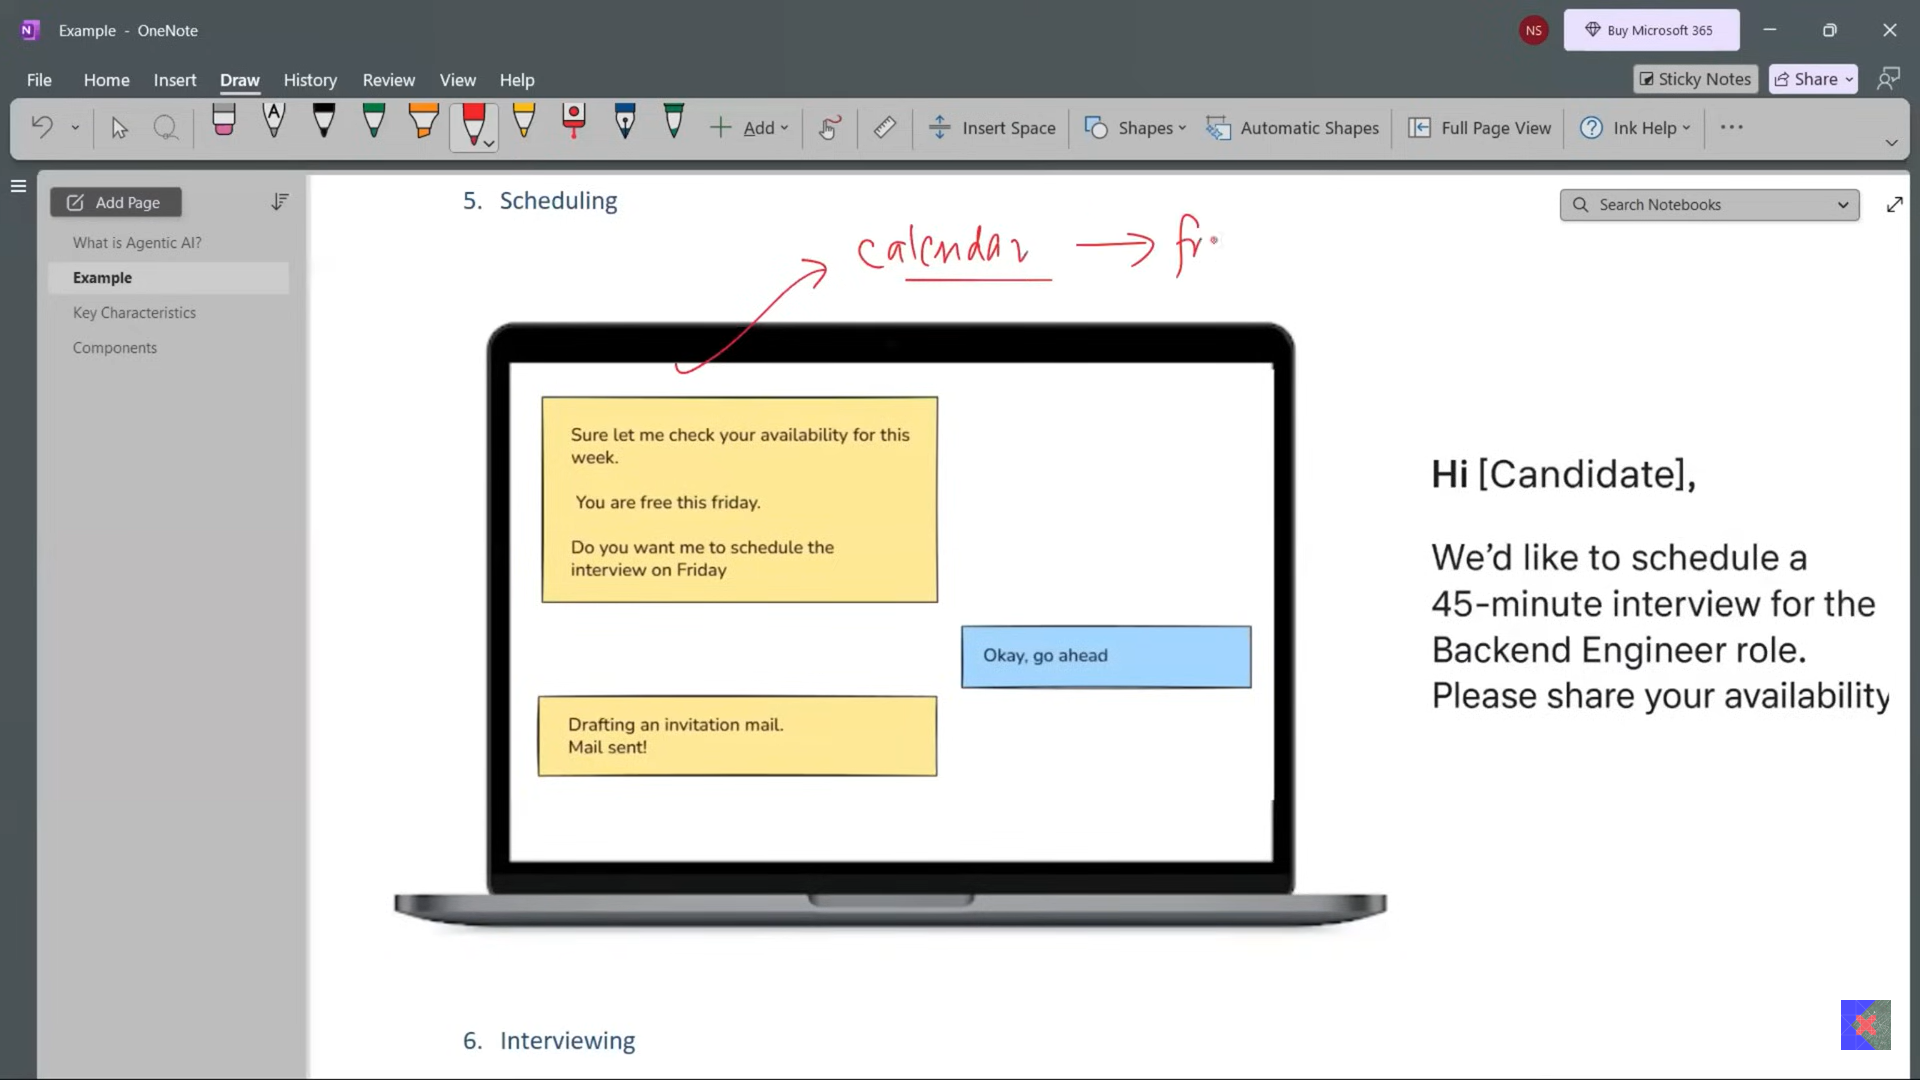 Example - OneNote
NS
Buy Microsoft 365
File Home Insert Draw History Review View Help
Sticky Notes
Share
A
Add
Insert Space
Shapes
Automatic Shapes
Full Page View
Ink Help
Add Page
Search Notebooks
What is Agentic AI?
Example
Key Characteristics
Components
5. Scheduling
calendar → fr
Sure let me check your availability for this
week.
You are free this friday.
Do you want me to schedule the
interview on Friday
Okay, go ahead
Drafting an invitation mail.
Mail sent!
Hi [Candidate],
We’d like to schedule a
45-minute interview for the
Backend Engineer role.
Please share your availability
6. Interviewing